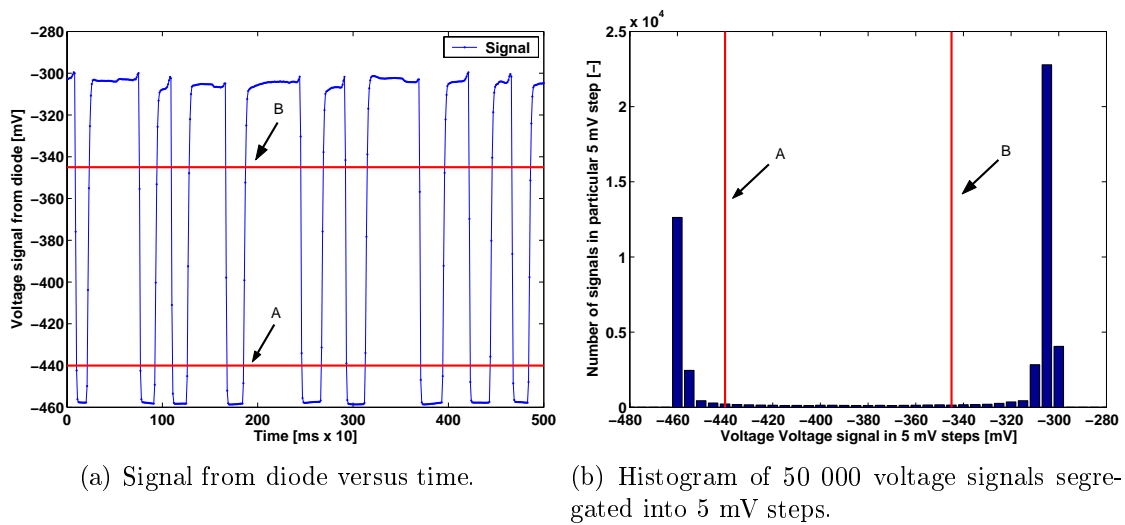 −280
−300
−320
−340
−360
−380
−400
−420
−440
−460
Voltage signal from diode [mV]
Signal
B
A
0
100
200
300
400
500
Time [ms x 10]
(a) Signal from diode versus time.
x 10⁴
2.5
2
1.5
1
0.5
0
Number of signals in particular 5 mV step [−]
A
B
−480
−460
−440
−420
−400
−380
−360
−340
−320
−300
−280
Voltage Voltage signal in 5 mV steps [mV]
(b) Histogram of 50 000 voltage signals segre-
gated into 5 mV steps.